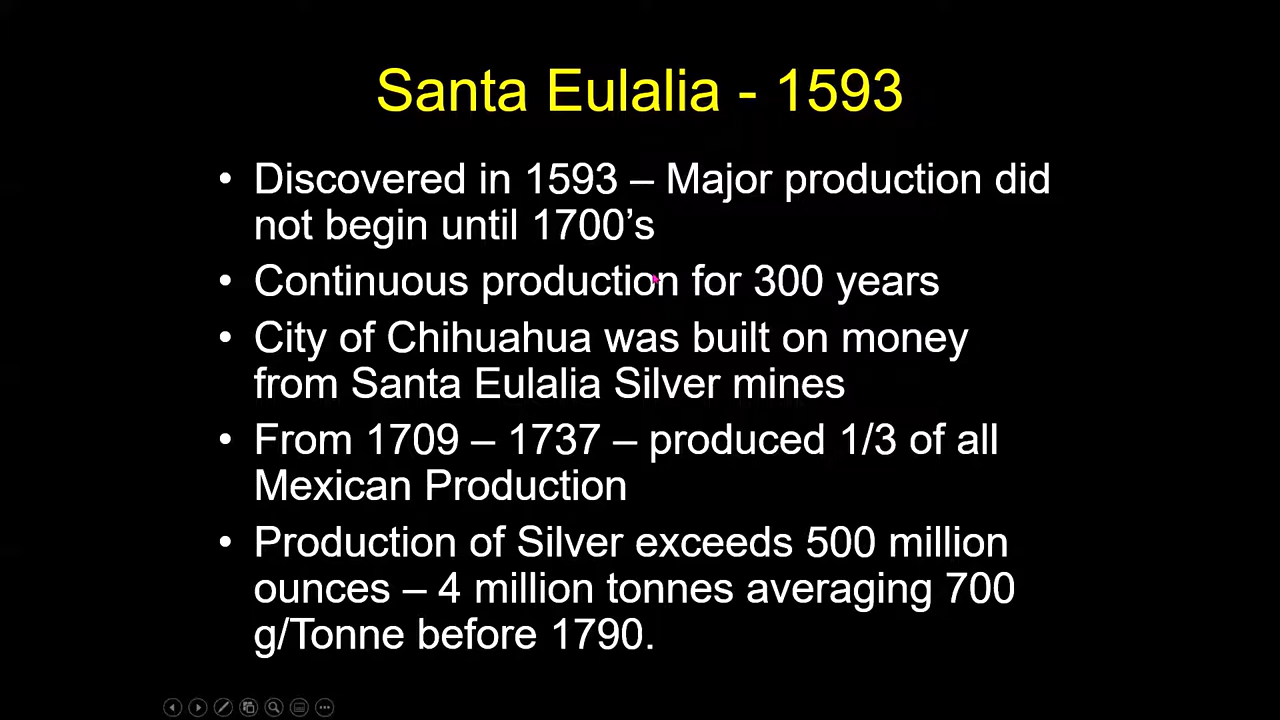 Santa Eulalia - 1593
• Discovered in 1593 – Major production did
not begin until 1700’s
• Continuous production for 300 years
• City of Chihuahua was built on money
from Santa Eulalia Silver mines
• From 1709 – 1737 – produced 1/3 of all
Mexican Production
• Production of Silver exceeds 500 million
ounces – 4 million tonnes averaging 700
g/Tonne before 1790.